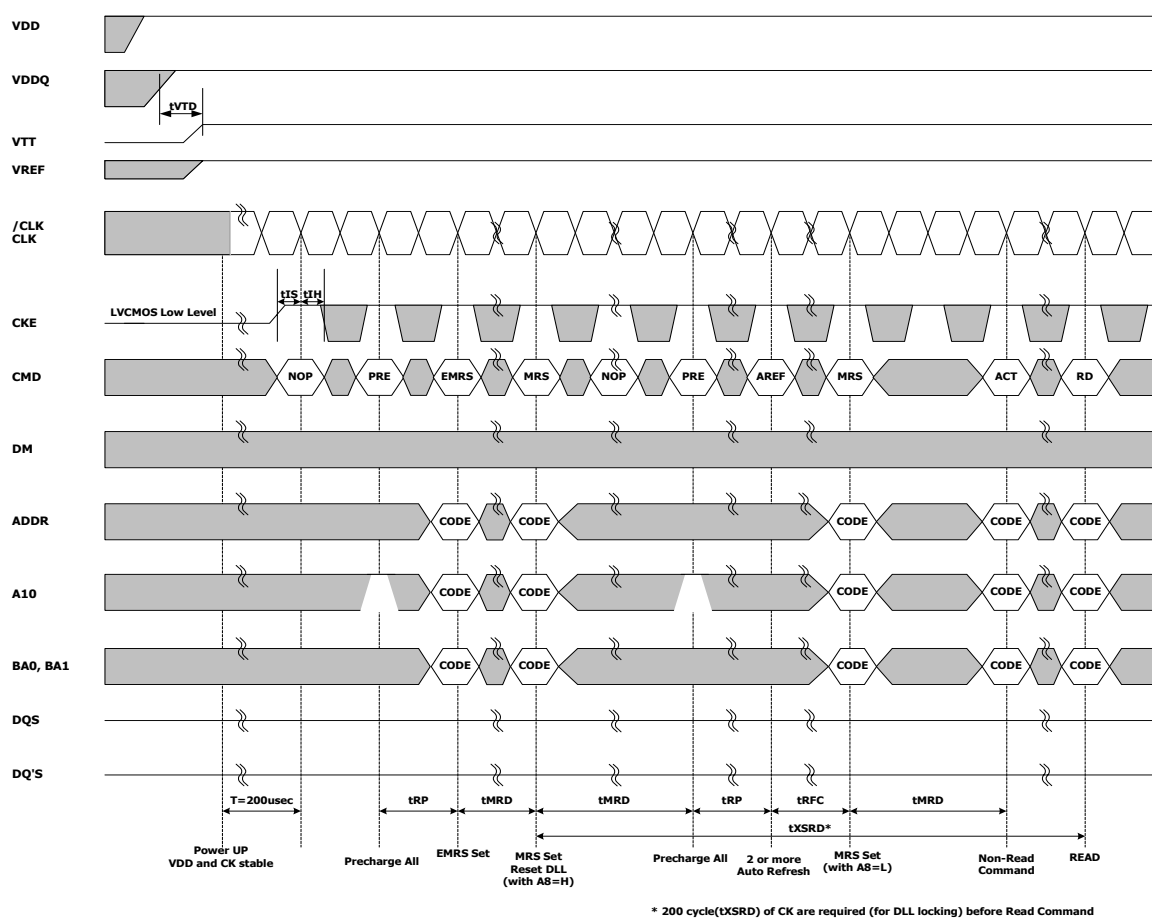 VDD
VDDQ
tVTD
VTT
VREF
/CLK
CLK
tIS tIH
LVCMOS Low Level
CKE
CMD NOP PRE EMRS MRS NOP PRE AREF MRS ACT RD
DM
ADDR CODE CODE CODE CODE CODE
A10 CODE CODE CODE CODE CODE
BA0, BA1 CODE CODE CODE CODE CODE
DQS
DQ'S
T=200usec tRP tMRD tMRD tRP tRFC tMRD
tXSRD*
Power UP
VDD and CK stable
Precharge All
EMRS Set
MRS Set
Reset DLL
(with A8=H)
Precharge All
2 or more
Auto Refresh
MRS Set
(with A8=L)
Non-Read
Command
READ
* 200 cycle(tXSRD) of CK are required (for DLL locking) before Read Command